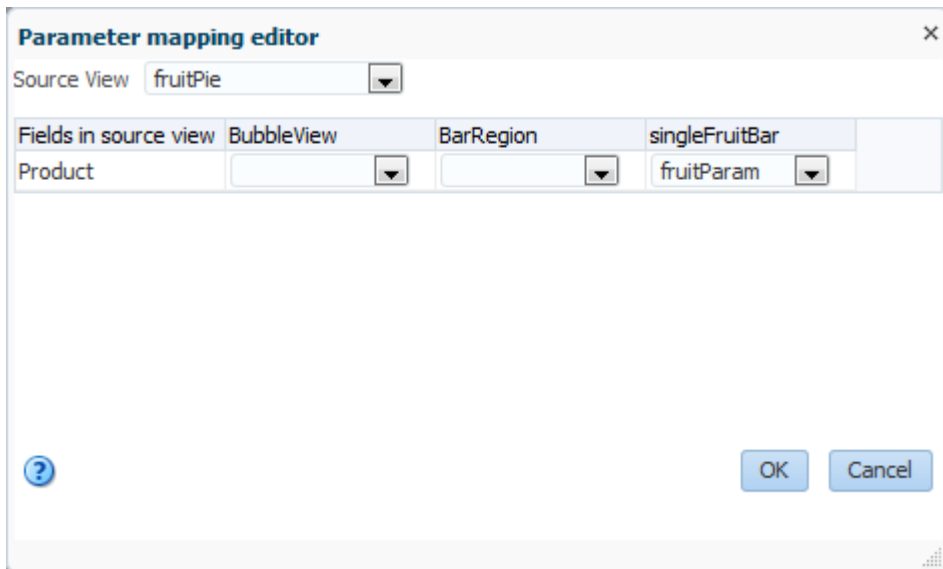 Parameter mapping editor
Source View fruitPie
Fields in source view BubbleView BarRegion singleFruitBar
Product fruitParam
OK Cancel